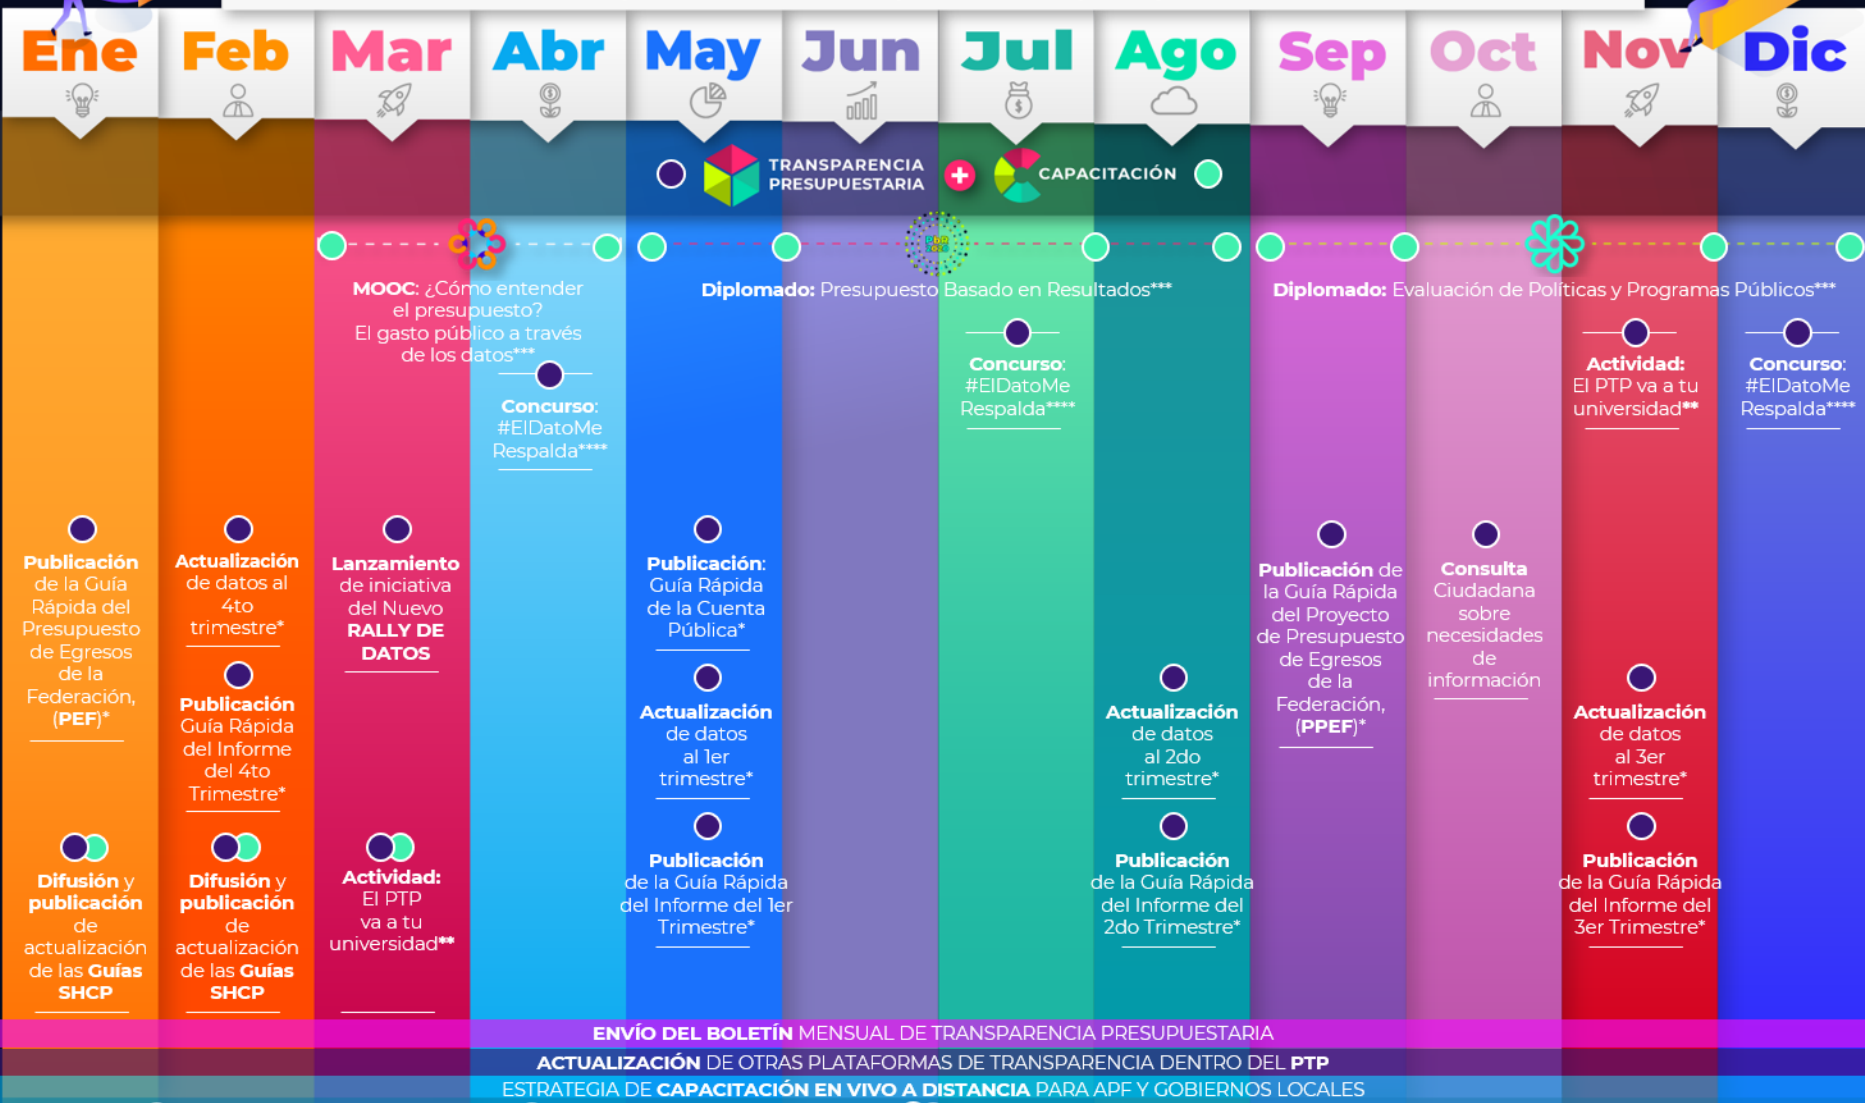 Ene Feb Mar Abr May Jun Jul Ago Sep Oct Nov Dic
TRANSPARENCIA
PRESUPUESTARIA
CAPACITACIÓN
MOOC: ¿Cómo entender
el presupuesto?
El gasto público a través
de los datos***
Diplomado: Presupuesto Basado en Resultados***
Diplomado: Evaluación de Políticas y Programas Públicos***
Concurso:
#ElDatoMe
Respalda****
Concurso:
#ElDatoMe
Respalda****
Actividad:
El PTP va a tu
universidad**
Concurso:
#ElDatoMe
Respalda****
Publicación
de la Guía
Rápida del
Presupuesto
de Egresos
de la
Federación,
(PEF)*
Difusión y
publicación
de
actualización
de las Guías
SHCP
Actualización
de datos al
4to
trimestre*
Publicación
Guía Rápida
del Informe
del 4to
Trimestre*
Difusión y
publicación
de
actualización
de las Guías
SHCP
Lanzamiento
de iniciativa
del Nuevo
RALLY DE
DATOS
Actividad:
El PTP
va a tu
universidad**
Publicación:
Guía Rápida
de la Cuenta
Pública*
Actualización
de datos
al 1er
trimestre*
Publicación
de la Guía Rápida
del Informe del 1er
Trimestre*
Actualización
de datos
al 2do
trimestre*
Publicación
de la Guía Rápida
del Informe del
2do Trimestre*
Publicación de
la Guía Rápida
del Proyecto
de Presupuesto
de Egresos
de la
Federación,
(PPEF)*
Consulta
Ciudadana
sobre
necesidades
de
información
Actualización
de datos
al 3er
trimestre*
Publicación
de la Guía Rápida
del Informe del
3er Trimestre*
ENVÍO DEL BOLETÍN MENSUAL DE TRANSPARENCIA PRESUPUESTARIA
ACTUALIZACIÓN DE OTRAS PLATAFORMAS DE TRANSPARENCIA DENTRO DEL PTP
ESTRATEGIA DE CAPACITACIÓN EN VIVO A DISTANCIA PARA APF Y GOBIERNOS LOCALES